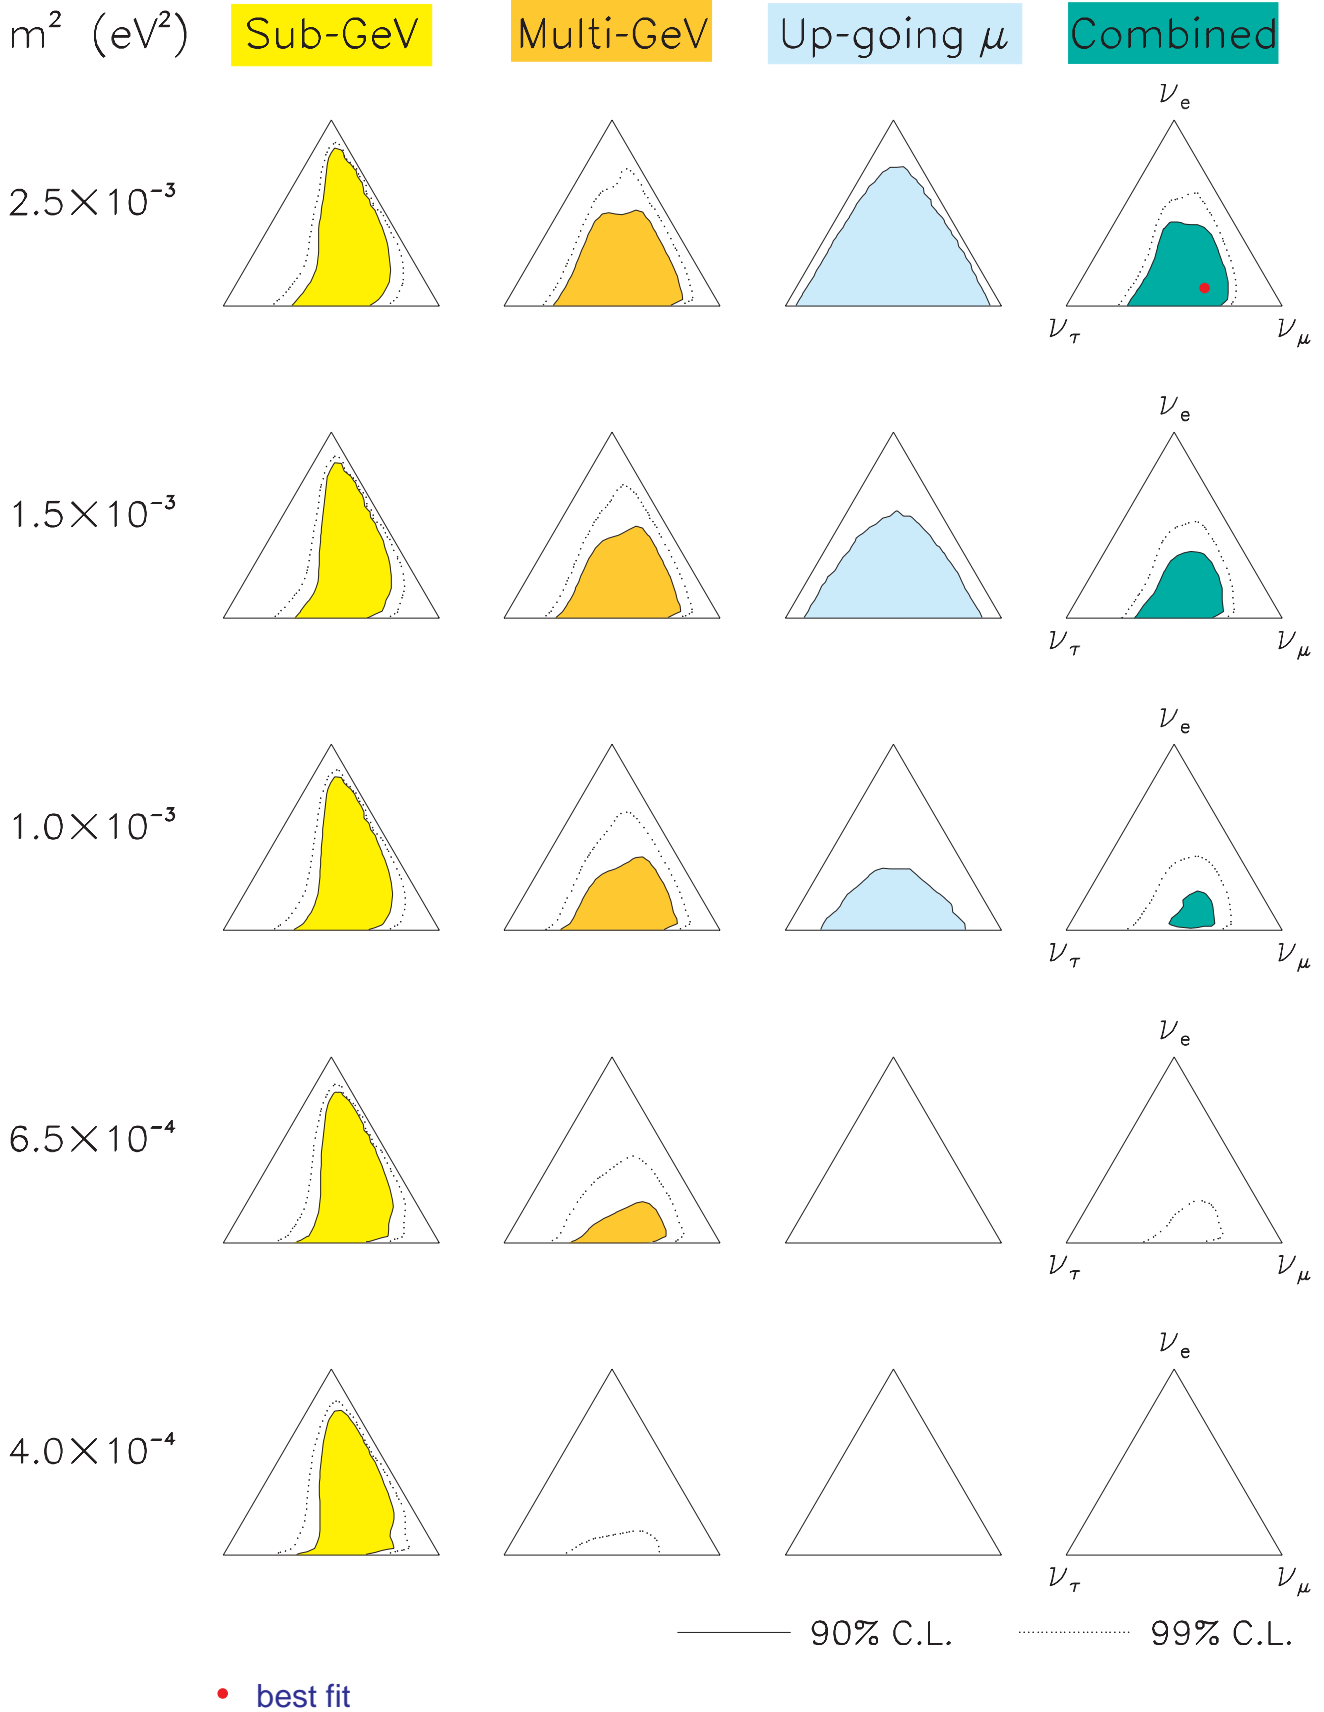 m² (eV²) Sub-GeV Multi-GeV Up-going μ Combined
ν_e
2.5×10⁻³
ν_τ ν_μ
ν_e
1.5×10⁻³
ν_τ ν_μ
ν_e
1.0×10⁻³
ν_τ ν_μ
ν_e
6.5×10⁻⁴
ν_τ ν_μ
ν_e
4.0×10⁻⁴
ν_τ ν_μ
90% C.L. 99% C.L.
best fit